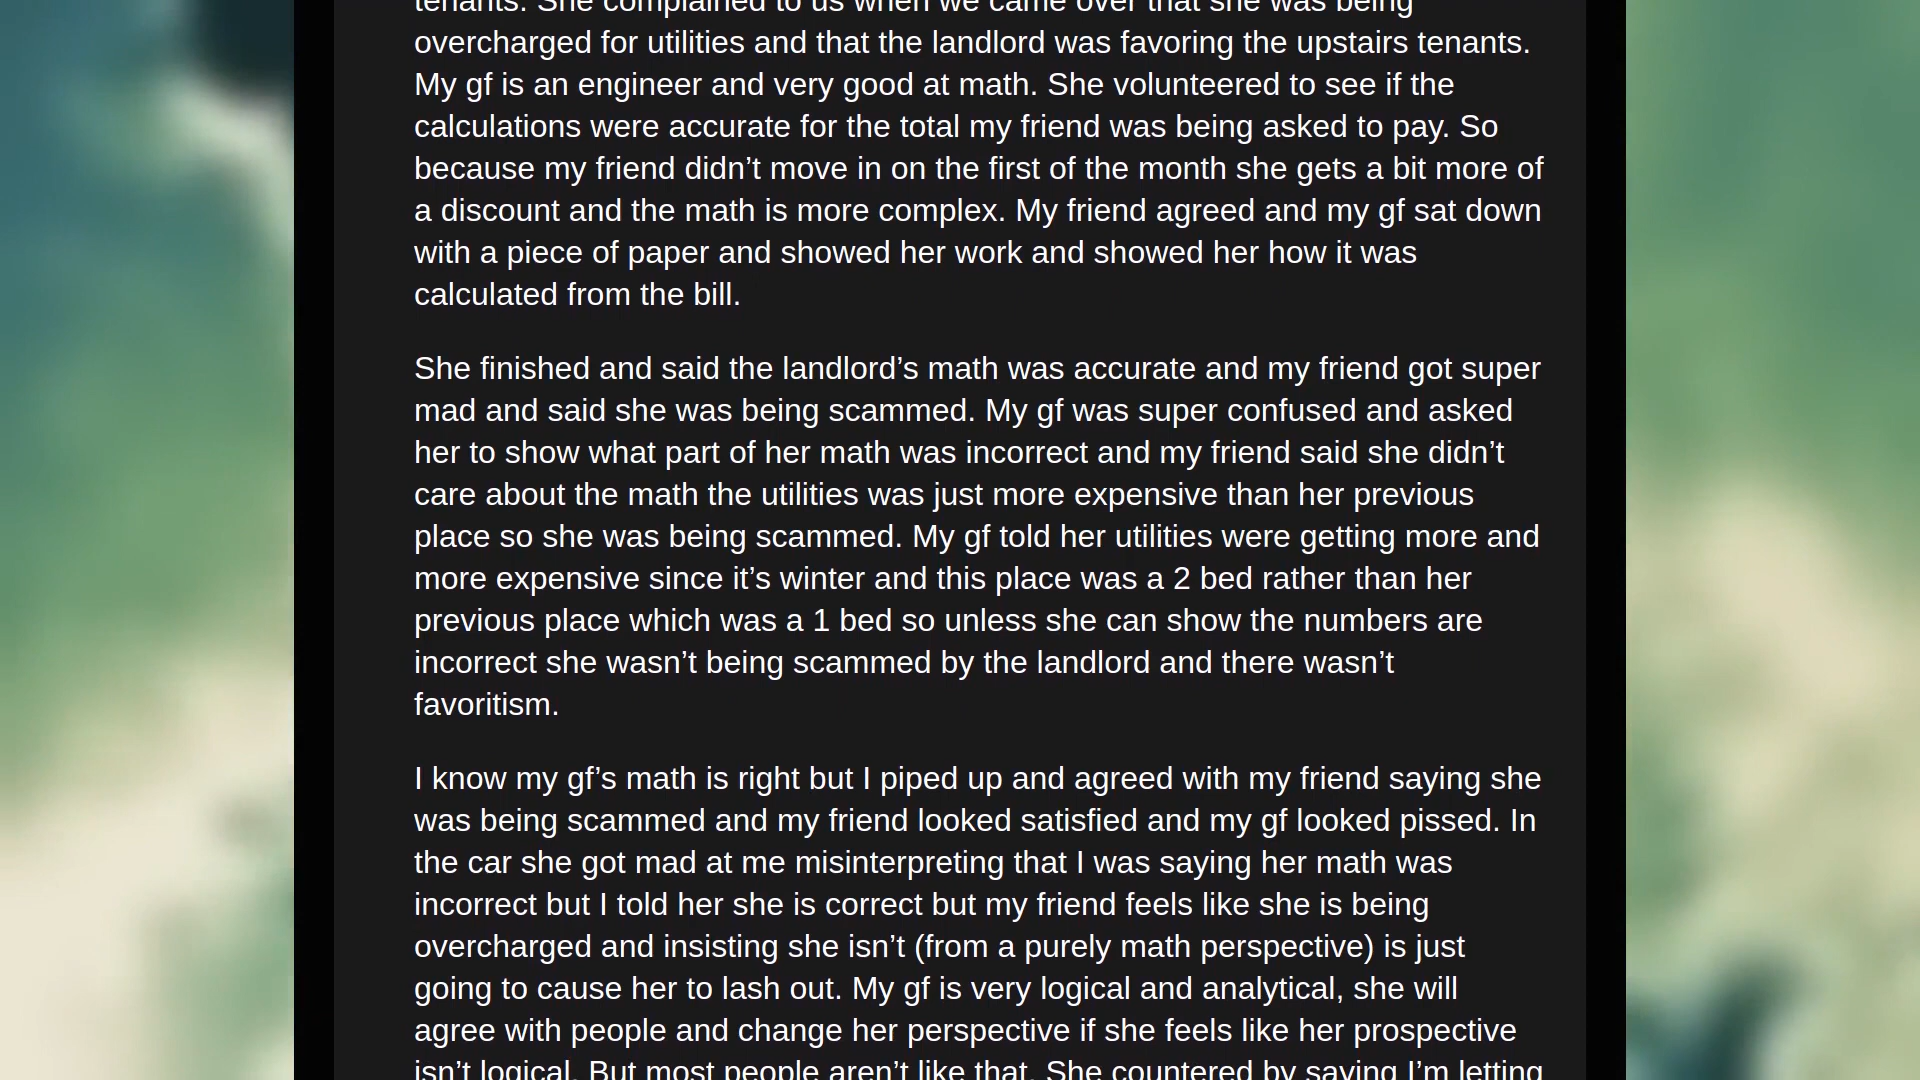 tenants. She complained to us when we came over that she was being
overcharged for utilities and that the landlord was favoring the upstairs tenants.
My gf is an engineer and very good at math. She volunteered to see if the
calculations were accurate for the total my friend was being asked to pay. So
because my friend didn’t move in on the first of the month she gets a bit more of
a discount and the math is more complex. My friend agreed and my gf sat down
with a piece of paper and showed her work and showed her how it was
calculated from the bill.
She finished and said the landlord’s math was accurate and my friend got super
mad and said she was being scammed. My gf was super confused and asked
her to show what part of her math was incorrect and my friend said she didn’t
care about the math the utilities was just more expensive than her previous
place so she was being scammed. My gf told her utilities were getting more and
more expensive since it’s winter and this place was a 2 bed rather than her
previous place which was a 1 bed so unless she can show the numbers are
incorrect she wasn’t being scammed by the landlord and there wasn’t
favoritism.
I know my gf’s math is right but I piped up and agreed with my friend saying she
was being scammed and my friend looked satisfied and my gf looked pissed. In
the car she got mad at me misinterpreting that I was saying her math was
incorrect but I told her she is correct but my friend feels like she is being
overcharged and insisting she isn’t (from a purely math perspective) is just
going to cause her to lash out. My gf is very logical and analytical, she will
agree with people and change her perspective if she feels like her prospective
isn’t logical. But most people aren’t like that. She countered by saying I’m letting